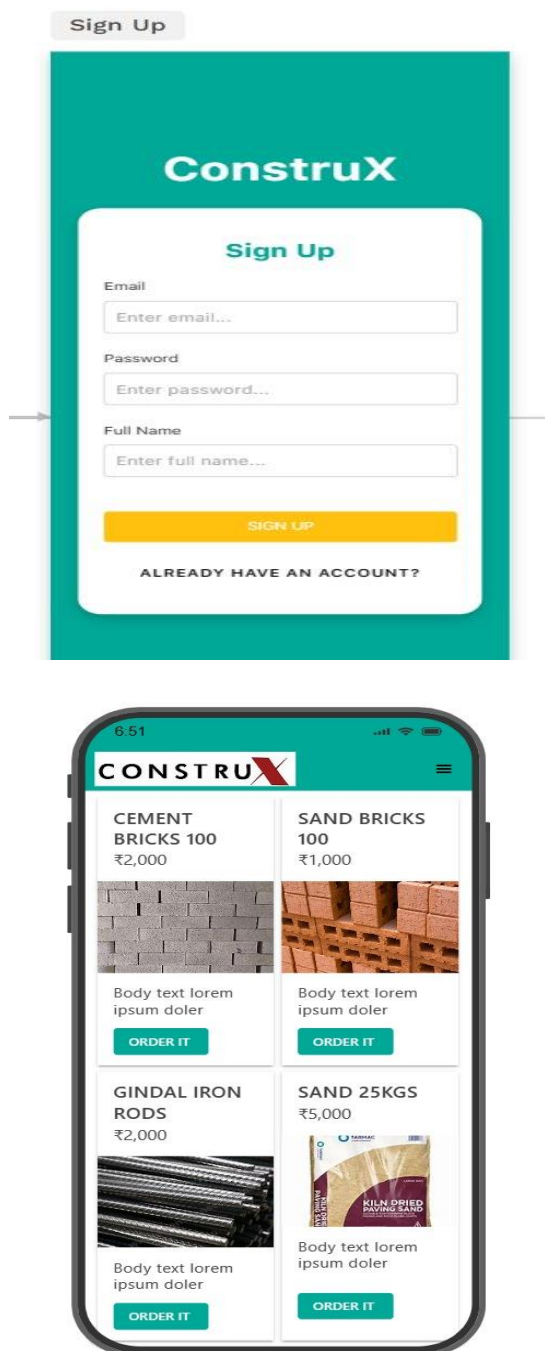 Sign Up
ConstruX
Sign Up
Email
Enter email...
Password
Enter password...
Full Name
Enter full name...
SIGN UP
ALREADY HAVE AN ACCOUNT?
6:51
CONSTRUX
CEMENT
BRICKS 100
₹2,000
Body text lorem
ipsum doler
ORDER IT
SAND BRICKS
100
₹1,000
Body text lorem
ipsum doler
ORDER IT
GINDAL IRON
RODS
₹2,000
Body text lorem
ipsum doler
ORDER IT
SAND 25KGS
₹5,000
TARMAC
KILN DRIED
PAVING SAND
Body text lorem
ipsum doler
ORDER IT